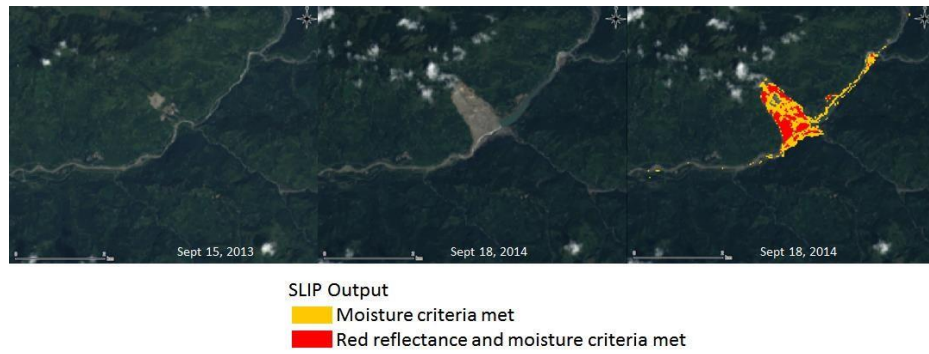 Sept 15, 2013
Sept 18, 2014
Sept 18, 2014
SLIP Output
Moisture criteria met
Red reflectance and moisture criteria met